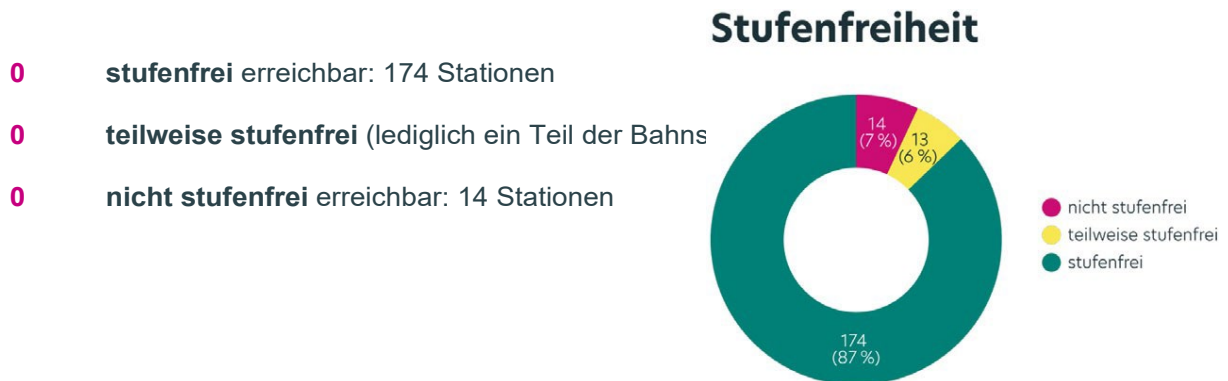 Stufenfreiheit
0 stufenfrei erreichbar: 174 Stationen
0 teilweise stufenfrei (lediglich ein Teil der Bahns
0 nicht stufenfrei erreichbar: 14 Stationen
14
(7 %)
13
(6 %)
174
(87 %)
nicht stufenfrei
teilweise stufenfrei
stufenfrei